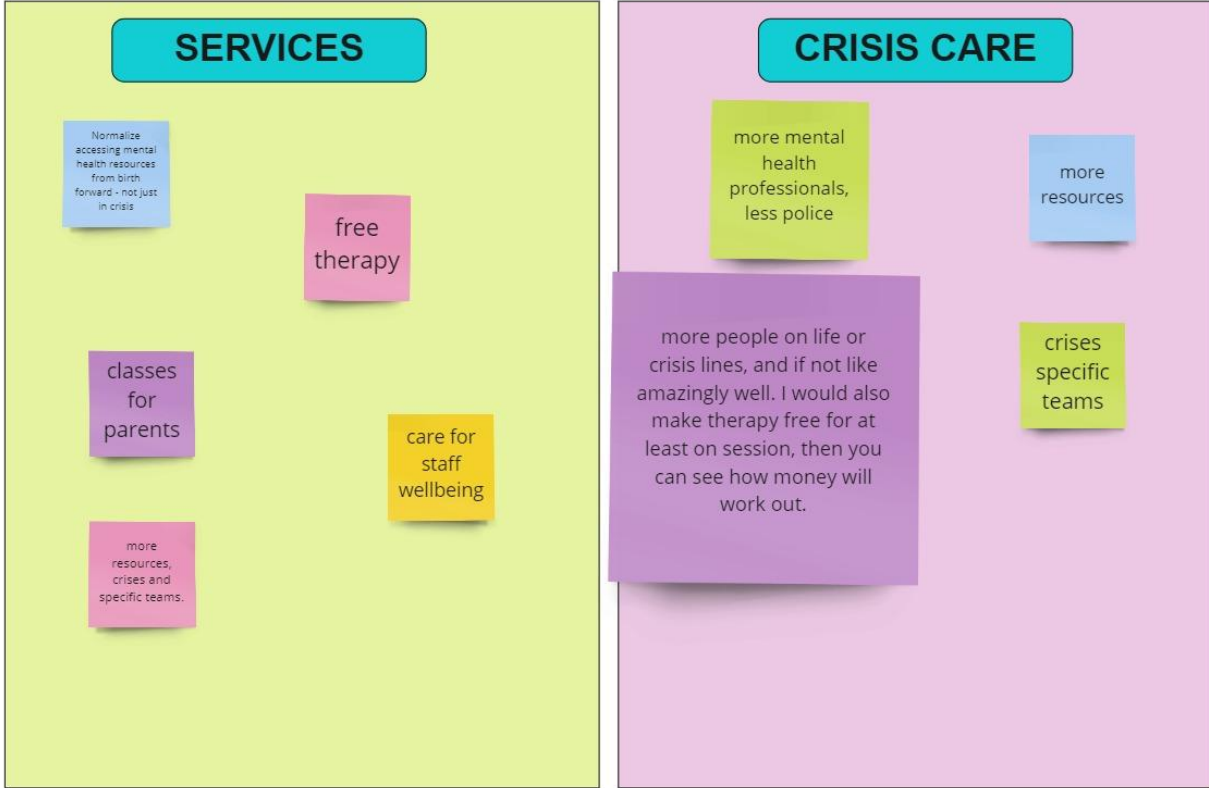 SERVICES
Normalize
accessing mental
health resources
from birth
forward - not just
in crisis
free
therapy
classes
for
parents
care for
staff
wellbeing
more
resources,
crises and
specific teams.
CRISIS CARE
more mental
health
professionals,
less police
more
resources
more people on life or
crisis lines, and if not like
amazingly well. I would also
make therapy free for at
least on session, then you
can see how money will
work out.
crises
specific
teams